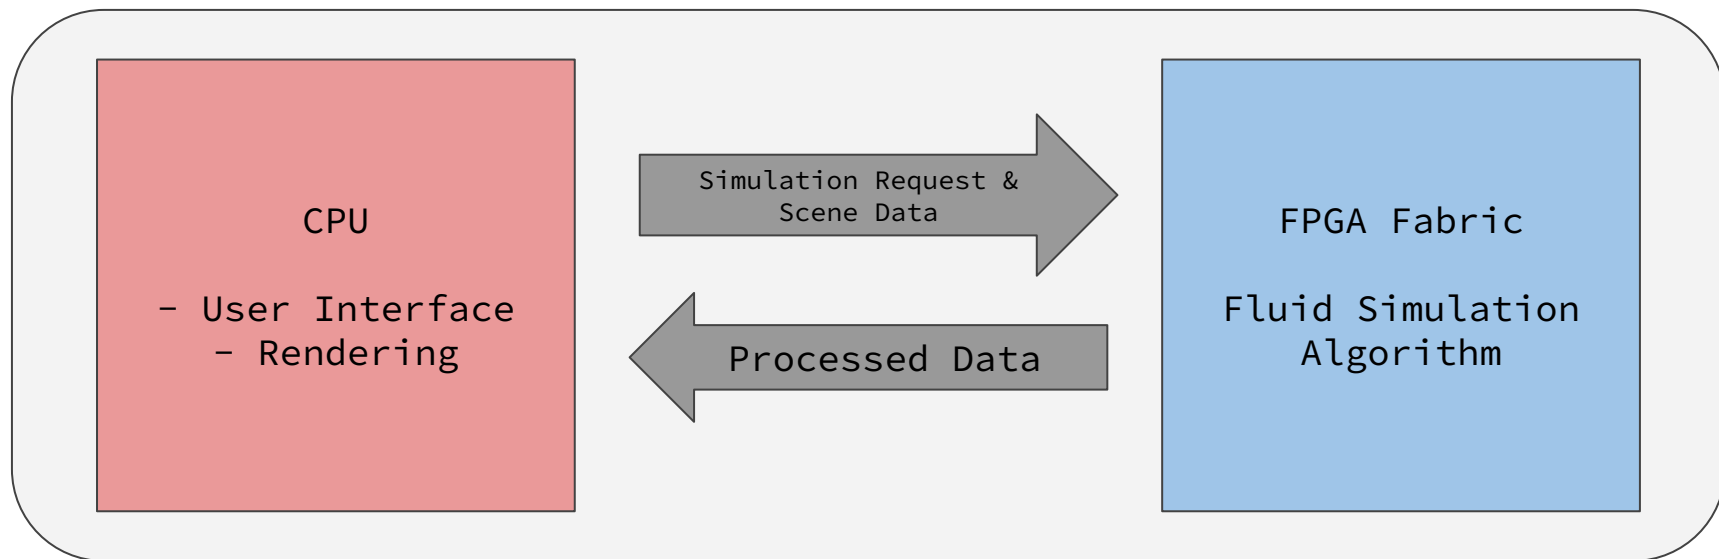 CPU
- User Interface
- Rendering
Simulation Request &
Scene Data
Processed Data
FPGA Fabric
Fluid Simulation
Algorithm